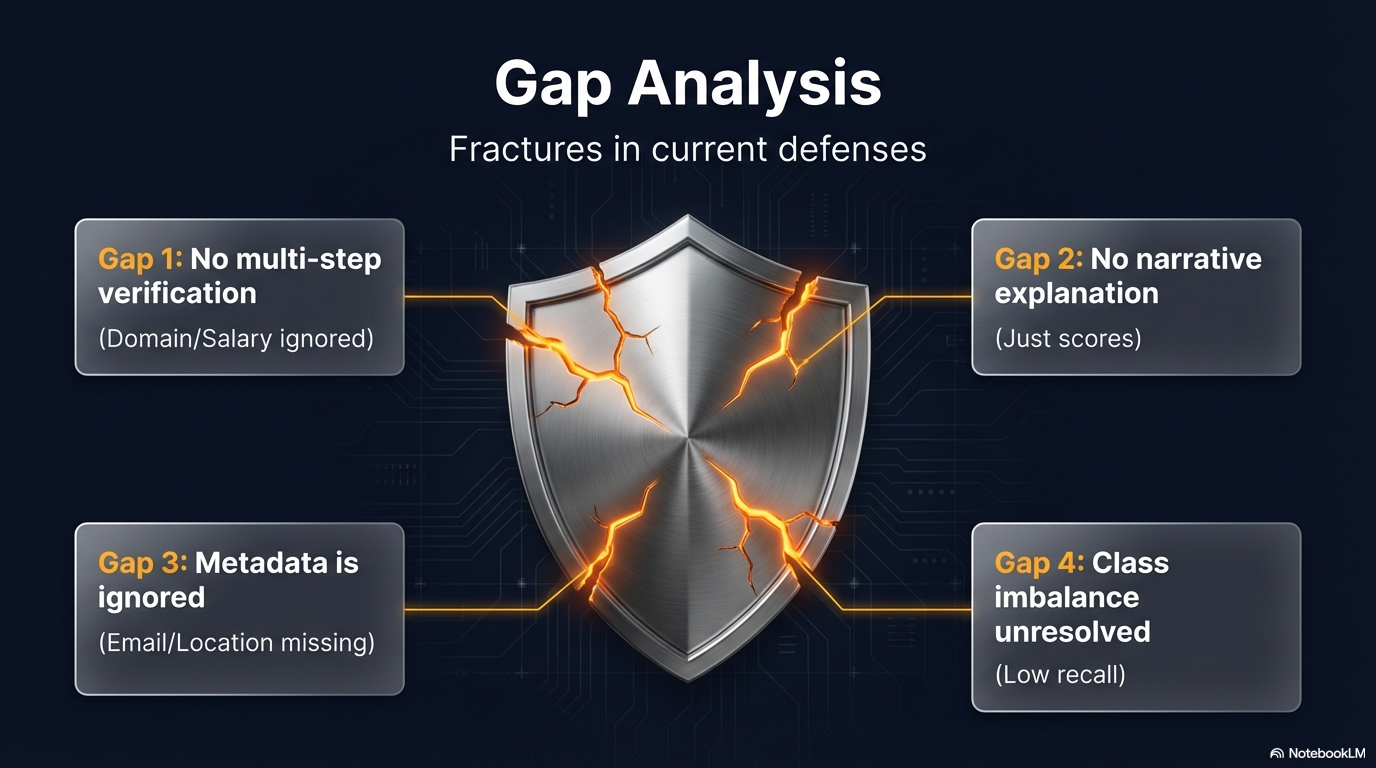 Gap Analysis
Fractures in current defenses
Gap 1: No multi-step
verification
(Domain/Salary ignored)
Gap 2: No narrative
explanation
(Just scores)
Gap 3: Metadata is
ignored
(Email/Location missing)
Gap 4: Class
imbalance
unresolved
(Low recall)
NotebookLM